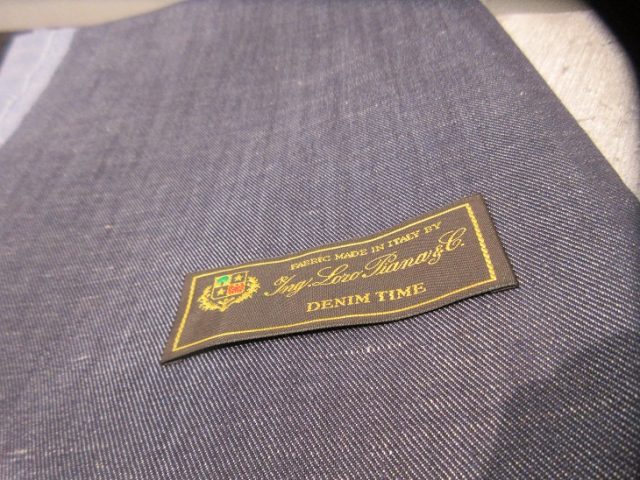 FABRIC MADE IN ITALY BY
Ing. Loro Piana & C.
DENIM TIME